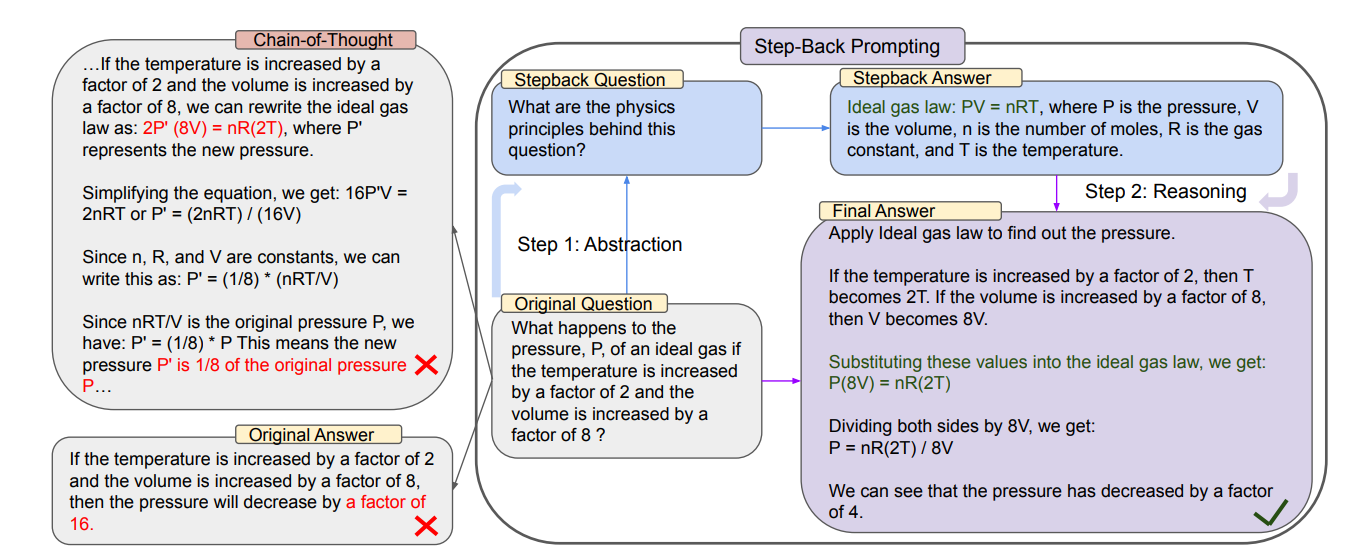 Chain-of-Thought
…If the temperature is increased by a
factor of 2 and the volume is increased by
a factor of 8, we can rewrite the ideal gas
law as: 2P' (8V) = nR(2T), where P'
represents the new pressure.
Simplifying the equation, we get: 16P'V =
2nRT or P' = (2nRT) / (16V)
Since n, R, and V are constants, we can
write this as: P' = (1/8) * (nRT/V)
Since nRT/V is the original pressure P, we
have: P' = (1/8) * P This means the new
pressure P' is 1/8 of the original pressure
P…
Original Answer
If the temperature is increased by a factor of 2
and the volume is increased by a factor of 8,
then the pressure will decrease by a factor of
16.
Step-Back Prompting
Stepback Question
What are the physics
principles behind this
question?
Stepback Answer
Ideal gas law: PV = nRT, where P is the pressure, V
is the volume, n is the number of moles, R is the gas
constant, and T is the temperature.
Step 1: Abstraction
Step 2: Reasoning
Original Question
What happens to the
pressure, P, of an ideal gas if
the temperature is increased
by a factor of 2 and the
volume is increased by a
factor of 8 ?
Final Answer
Apply Ideal gas law to find out the pressure.
If the temperature is increased by a factor of 2, then T
becomes 2T. If the volume is increased by a factor of 8,
then V becomes 8V.
Substituting these values into the ideal gas law, we get:
P(8V) = nR(2T)
Dividing both sides by 8V, we get:
P = nR(2T) / 8V
We can see that the pressure has decreased by a factor
of 4.